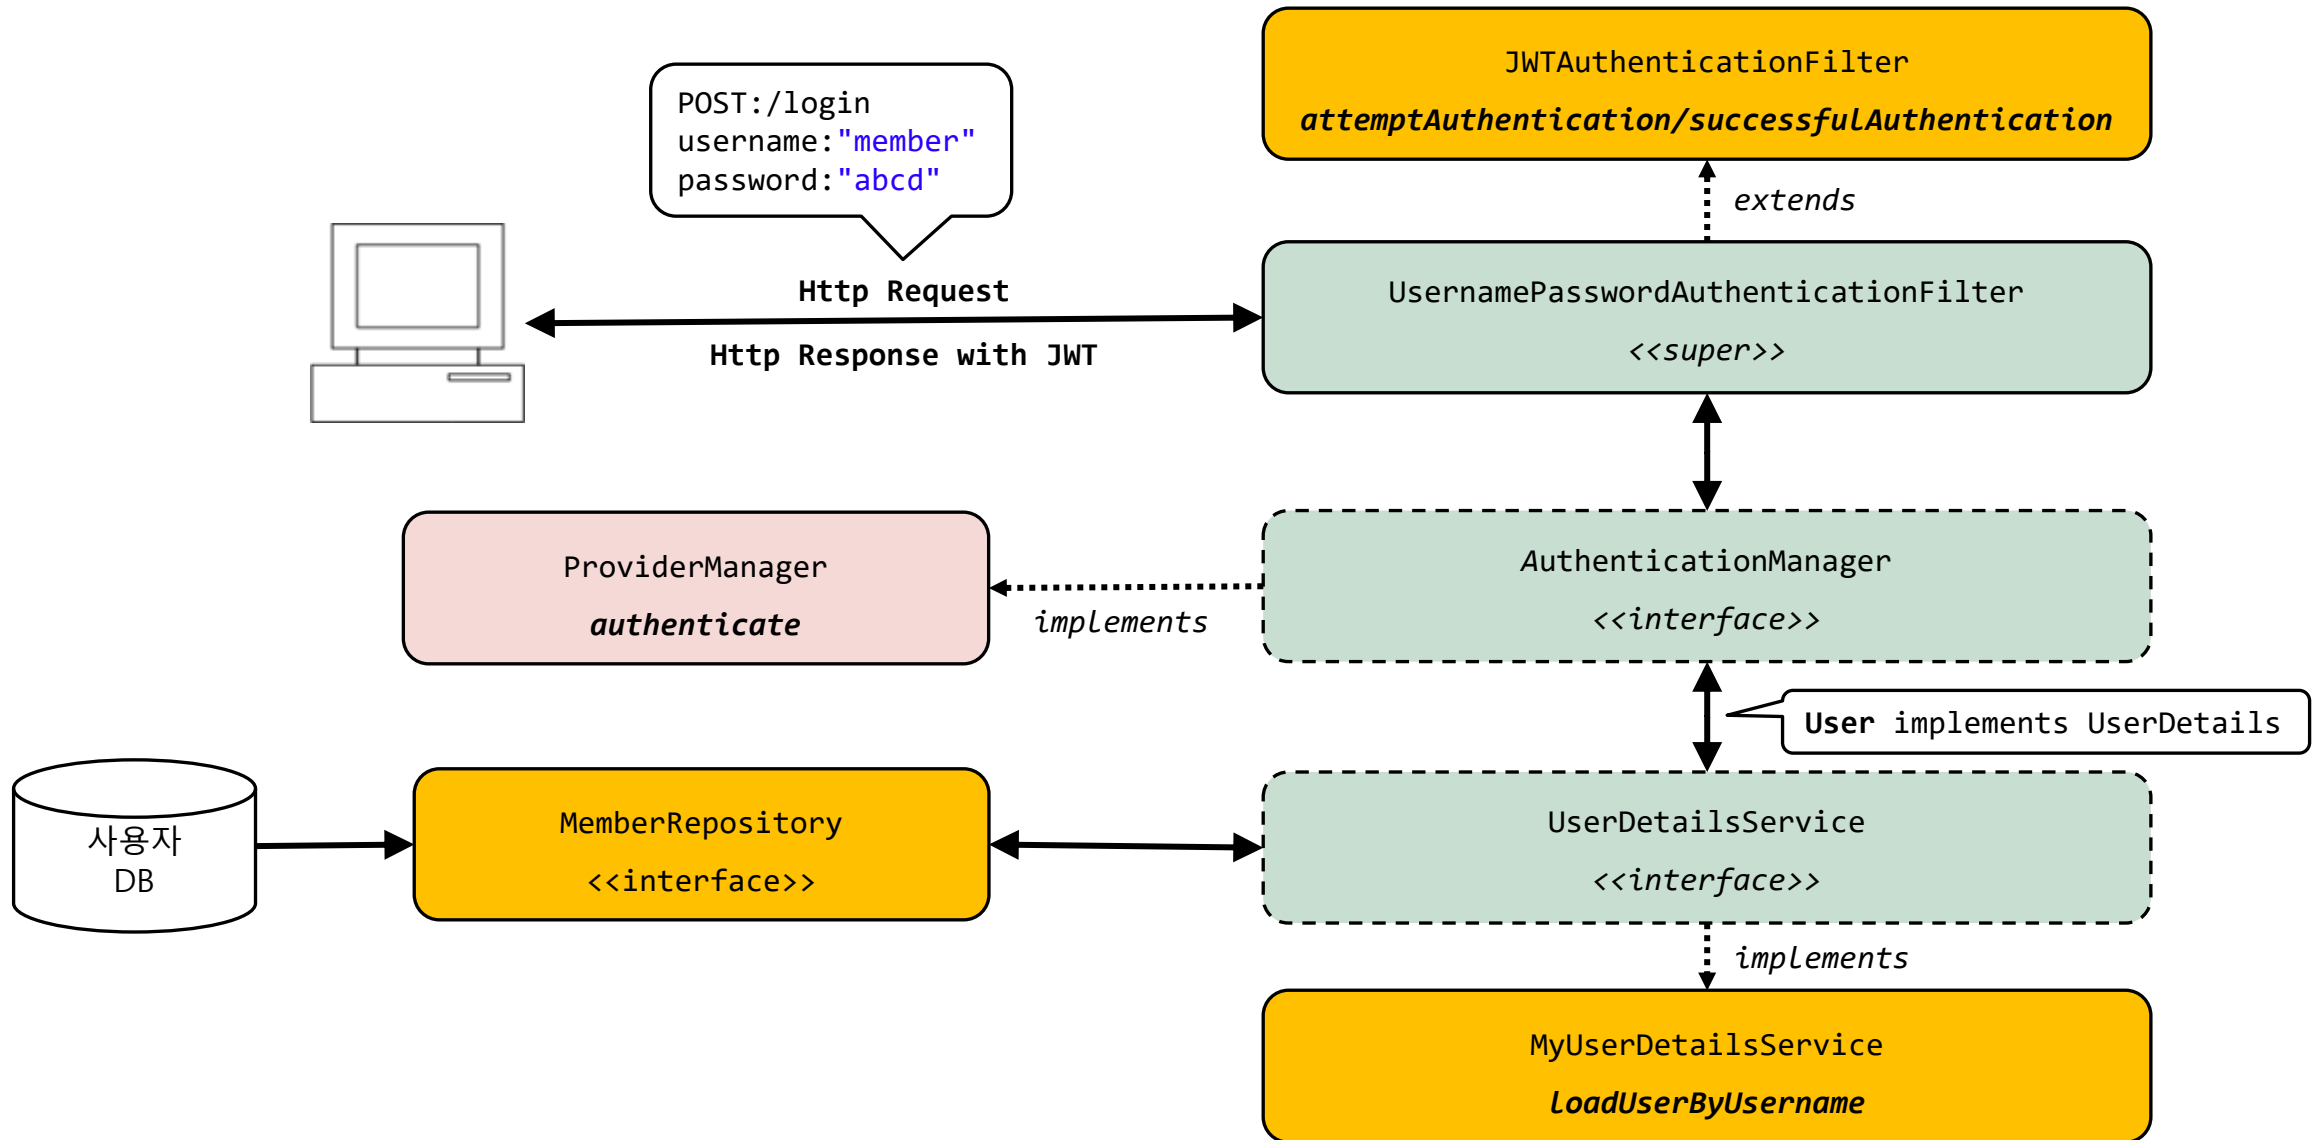 JWTAuthenticationFilter
attemptAuthentication/successfulAuthentication
POST:/login
username:"member"
password:"abcd"
extends
Http Request
Http Response with JWT
UsernamePasswordAuthenticationFilter
<<super>>
ProviderManager
authenticate
implements
AuthenticationManager
<<interface>>
User implements UserDetails
사용자
DB
MemberRepository
<<interface>>
UserDetailsService
<<interface>>
implements
MyUserDetailsService
loadUserByUsername